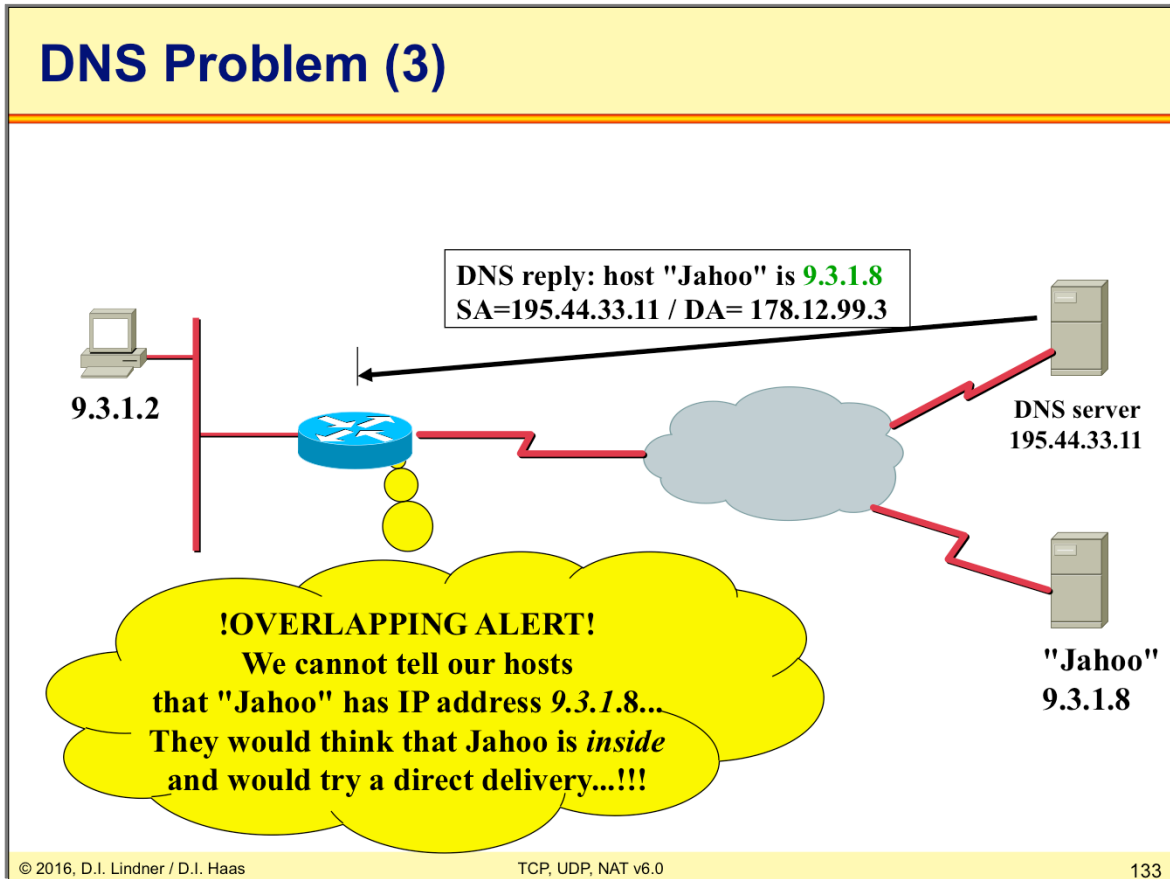 DNS Problem (3)
DNS reply: host "Jahoo" is 9.3.1.8
SA=195.44.33.11 / DA= 178.12.99.3
9.3.1.2
DNS server
195.44.33.11
!OVERLAPPING ALERT!
We cannot tell our hosts
that "Jahoo" has IP address 9.3.1.8...
They would think that Jahoo is inside
and would try a direct delivery...!!!
"Jahoo"
9.3.1.8
© 2016, D.I. Lindner / D.I. Haas
TCP, UDP, NAT v6.0
133